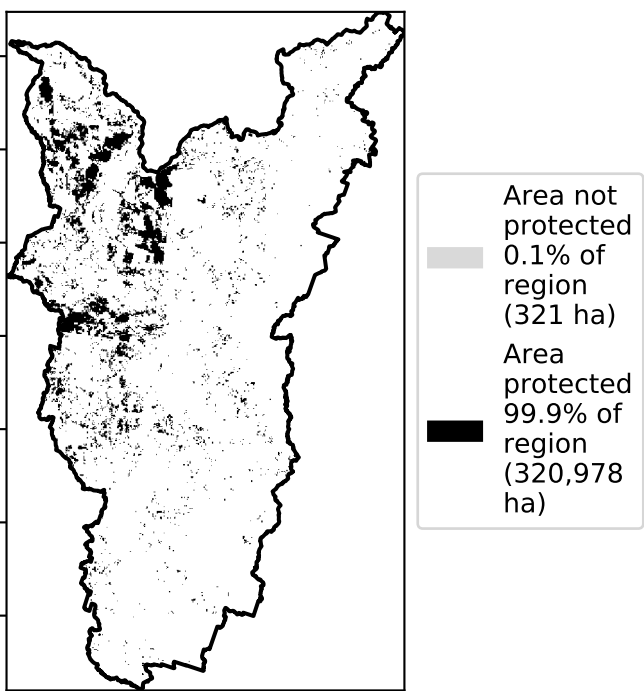 Area not
protected
0.1% of
region
(321 ha)
Area
protected
99.9% of
region
(320,978
ha)